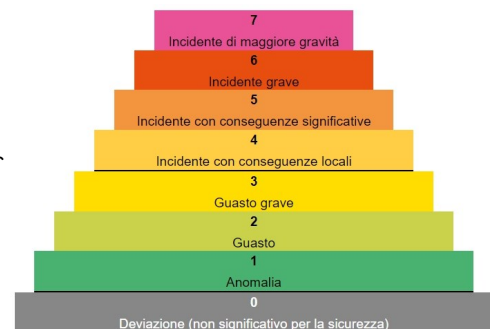 7
Incidente di maggiore gravità
6
Incidente grave
5
Incidente con conseguenze significative
4
Incidente con conseguenze locali
3
Guasto grave
2
Guasto
1
Anomalia
0
Deviazione (non significativo per la sicurezza)